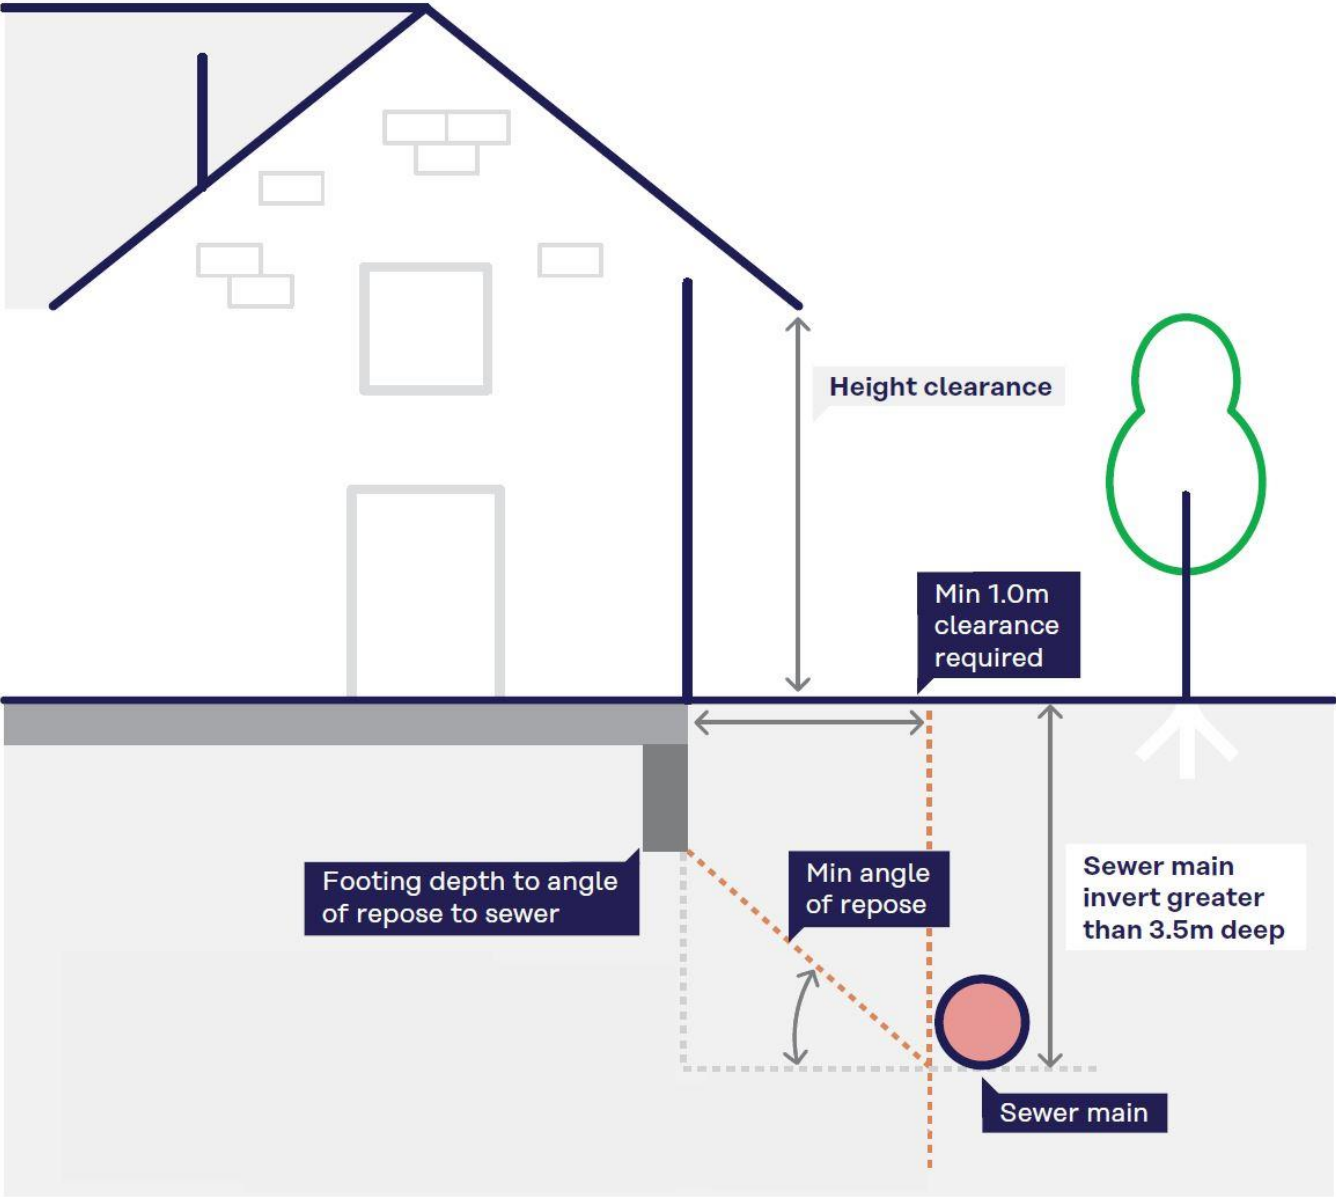 Height clearance
Min 1.0m
clearance
required
Footing depth to angle
of repose to sewer
Min angle
of repose
Sewer main
invert greater
than 3.5m deep
Sewer main